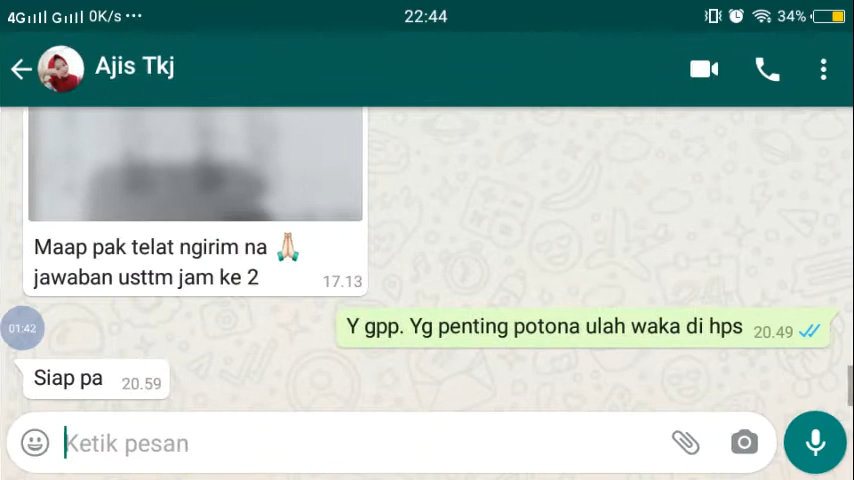 4G G 0K/s ••• 22:44 34%
Ajis Tkj
Maap pak telat ngirim na 🙏🏻
jawaban usttm jam ke 2 17.13
Y gpp. Yg penting potona ulah waka di hps 20.49
01:42
Siap pa 20.59
Ketik pesan